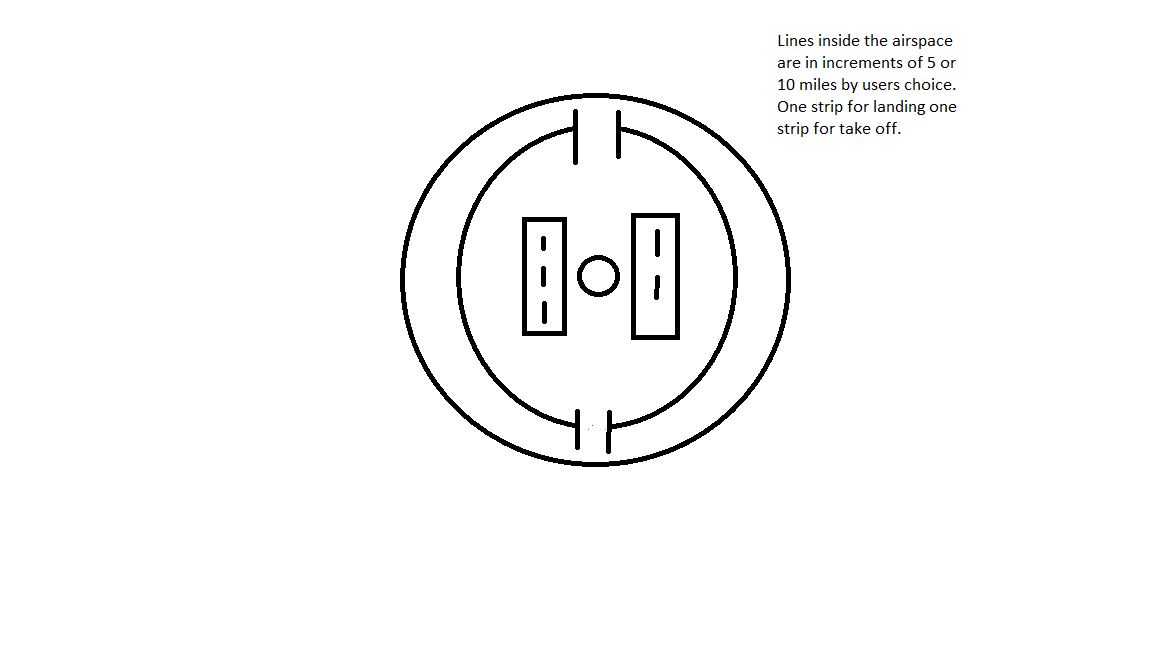 Lines inside the airspace
are in increments of 5 or
10 miles by users choice.
One strip for landing one
strip for take off.